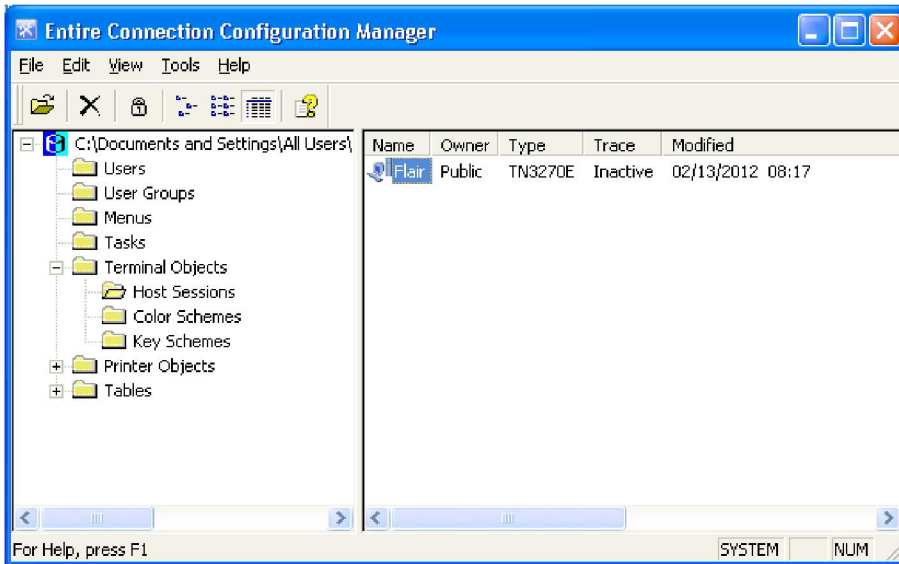 Entire Connection Configuration Manager
File Edit View Tools Help
C:\Documents and Settings\All Users\
Users
User Groups
Menus
Tasks
Terminal Objects
Host Sessions
Color Schemes
Key Schemes
Printer Objects
Tables
Name Owner Type Trace Modified
Flair Public TN3270E Inactive 02/13/2012 08:17
For Help, press F1 SYSTEM NUM